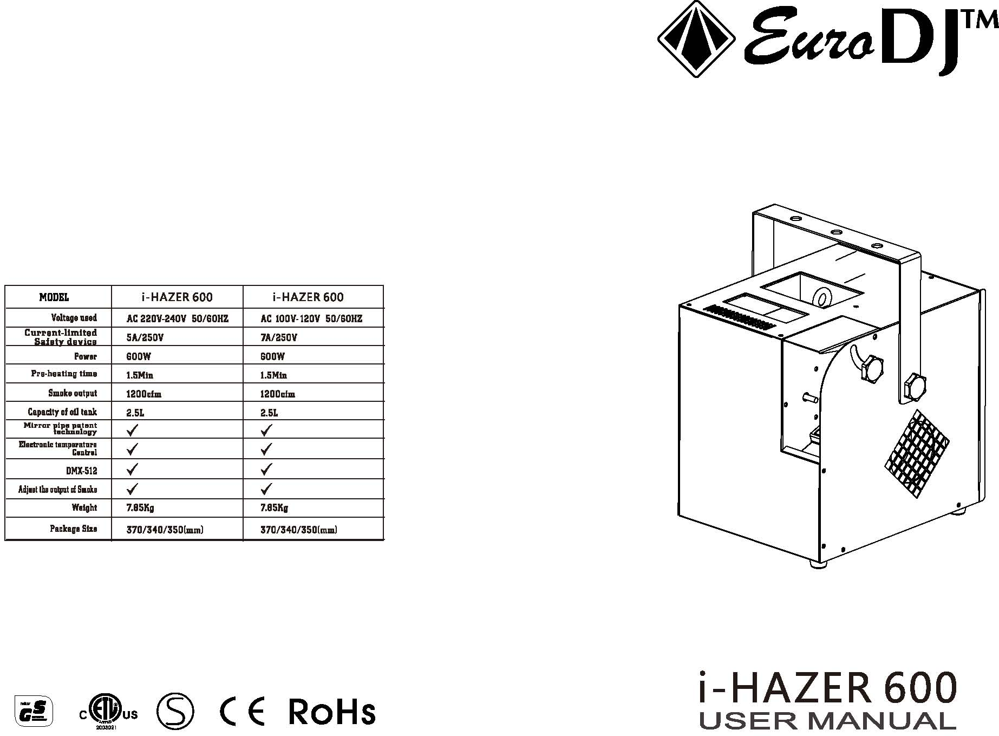 EuroDJ™
MODEL i-HAZER 600 i-HAZER 600
Voltage used AC 220V-240V 50/60HZ AC 100V-120V 50/60HZ
Current-limited
Safety device 5A/250V 7A/250V
Power 600W 600W
Pre-heating time 1.5Min 1.5Min
Smoke output 1200cfm 1200cfm
Capacity of oil tank 2.5L 2.5L
Mirror pipe patent
technology ✓ ✓
Electronic temperature
Control ✓ ✓
DMX-512 ✓ ✓
Adjust the output of Smoke ✓ ✓
Weight 7.85Kg 7.85Kg
Package Size 370/340/350(mm) 370/340/350(mm)
GS
C ETL US
LISTED
2003021
S
CE
RoHs
i-HAZER 600
USER MANUAL